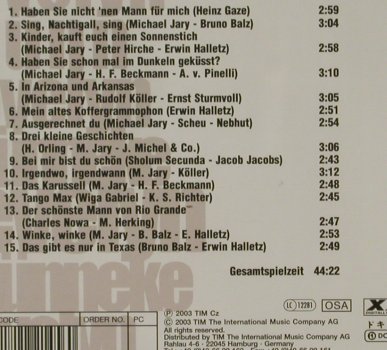 1. Haben Sie nicht 'nen Mann für mich (Heinz Gaze) 2:59
2. Sing, Nachtigall, sing (Michael Jary - Bruno Balz) 3:04
3. Kinder, kauft euch einen Sonnenstich
(Michael Jary - Peter Hirche - Erwin Halletz) 2:58
4. Haben Sie schon mal im Dunkeln geküsst?
(Michael Jary - H. F. Beckmann - A. v. Pinelli) 3:10
5. In Arizona und Arkansas
(Michael Jary - Rudolf Köller - Ernst Sturmvoll) 3:05
6. Mein altes Koffergrammophon (Erwin Halletz) 2:51
7. Ausgerechnet du (Michael Jary - Scheu - Nebhut) 2:54
8. Drei kleine Geschichten
(H. Orling - M. Jary - J. Michel & Co.) 3:06
9. Bei mir bist du schön (Sholum Secunda - Jacob Jacobs) 2:43
10. Irgendwo, irgendwann (M. Jary - Köller) 3:12
11. Das Karussell (M. Jary - H. F. Beckmann) 2:48
12. Tango Max (Wiga Gabriel - K. S. Richter) 2:45
13. Der schönste Mann von Rio Grande
(Charles Nowa - M. Herking) 2:47
14. Winke, winke (M. Jary - B. Balz - E. Halletz) 2:53
15. Das gibt es nur in Texas (Bruno Balz - Erwin Halletz) 2:49
Gesamtspielzeit 44:22
ünneke
CODE ORDER NO. PC
℗ 2003 TIM Cz
© 2003 TIM The International Music Company AG
All rights reserved.
Distributed by TIM The International Music Company AG
Rahlau 4-6 - 22045 Hamburg - Germany
LC 12281 OSA